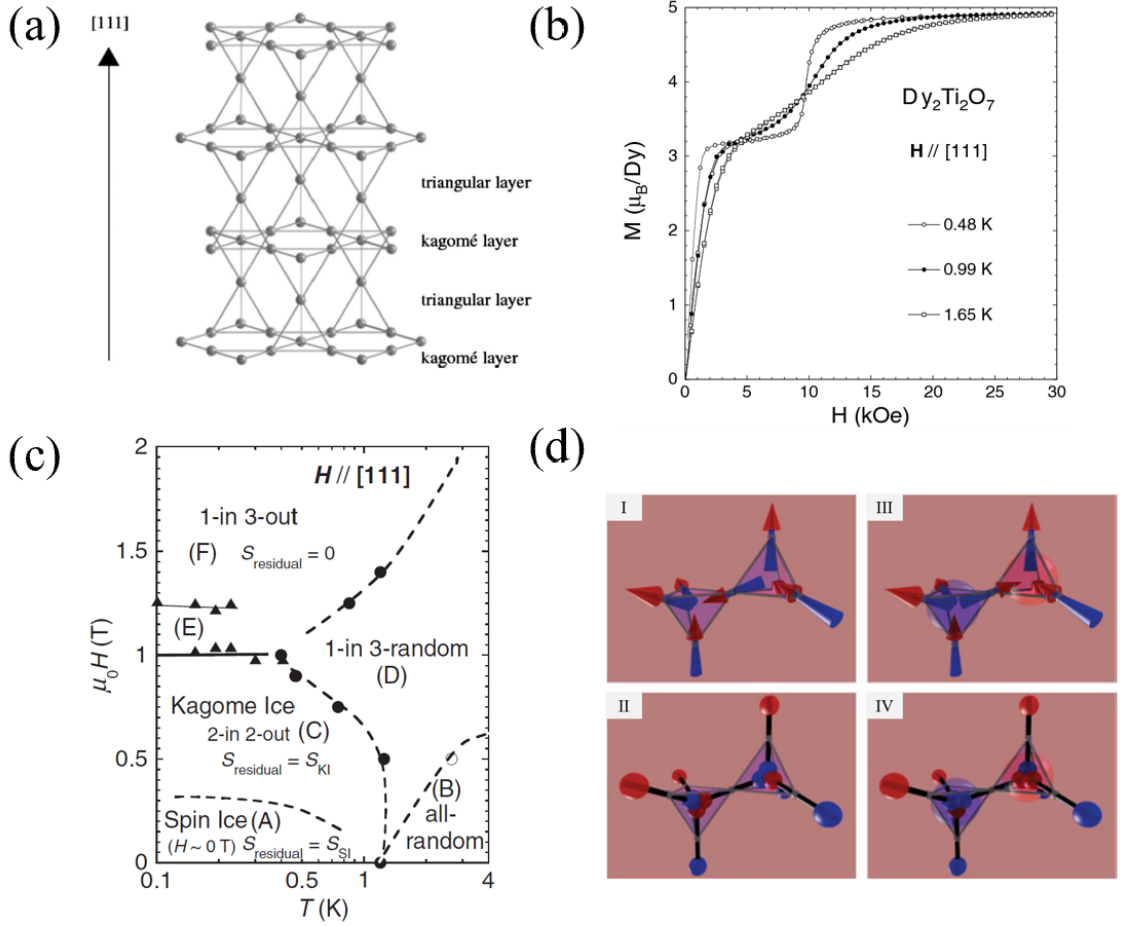 (a)
[111]
triangular layer
kagomé layer
triangular layer
kagomé layer
(b)
5
4
3
2
1
0
M (μB/Dy)
Dy2Ti2O7
H // [111]
0.48 K
0.99 K
1.65 K
0 5 10 15 20 25 30
H (kOe)
(c)
2
1.5
1
0.5
0
μ0H (T)
H // [111]
1-in 3-out
(F) Sresidual = 0
(E)
1-in 3-random
(D)
Kagome Ice
2-in 2-out (C)
Sresidual = SKI
(B)
all-
random
Spin Ice (A)
(H ~ 0 T) Sresidual = SSI
0.1 0.5 1 4
T (K)
(d)
I
III
II
IV